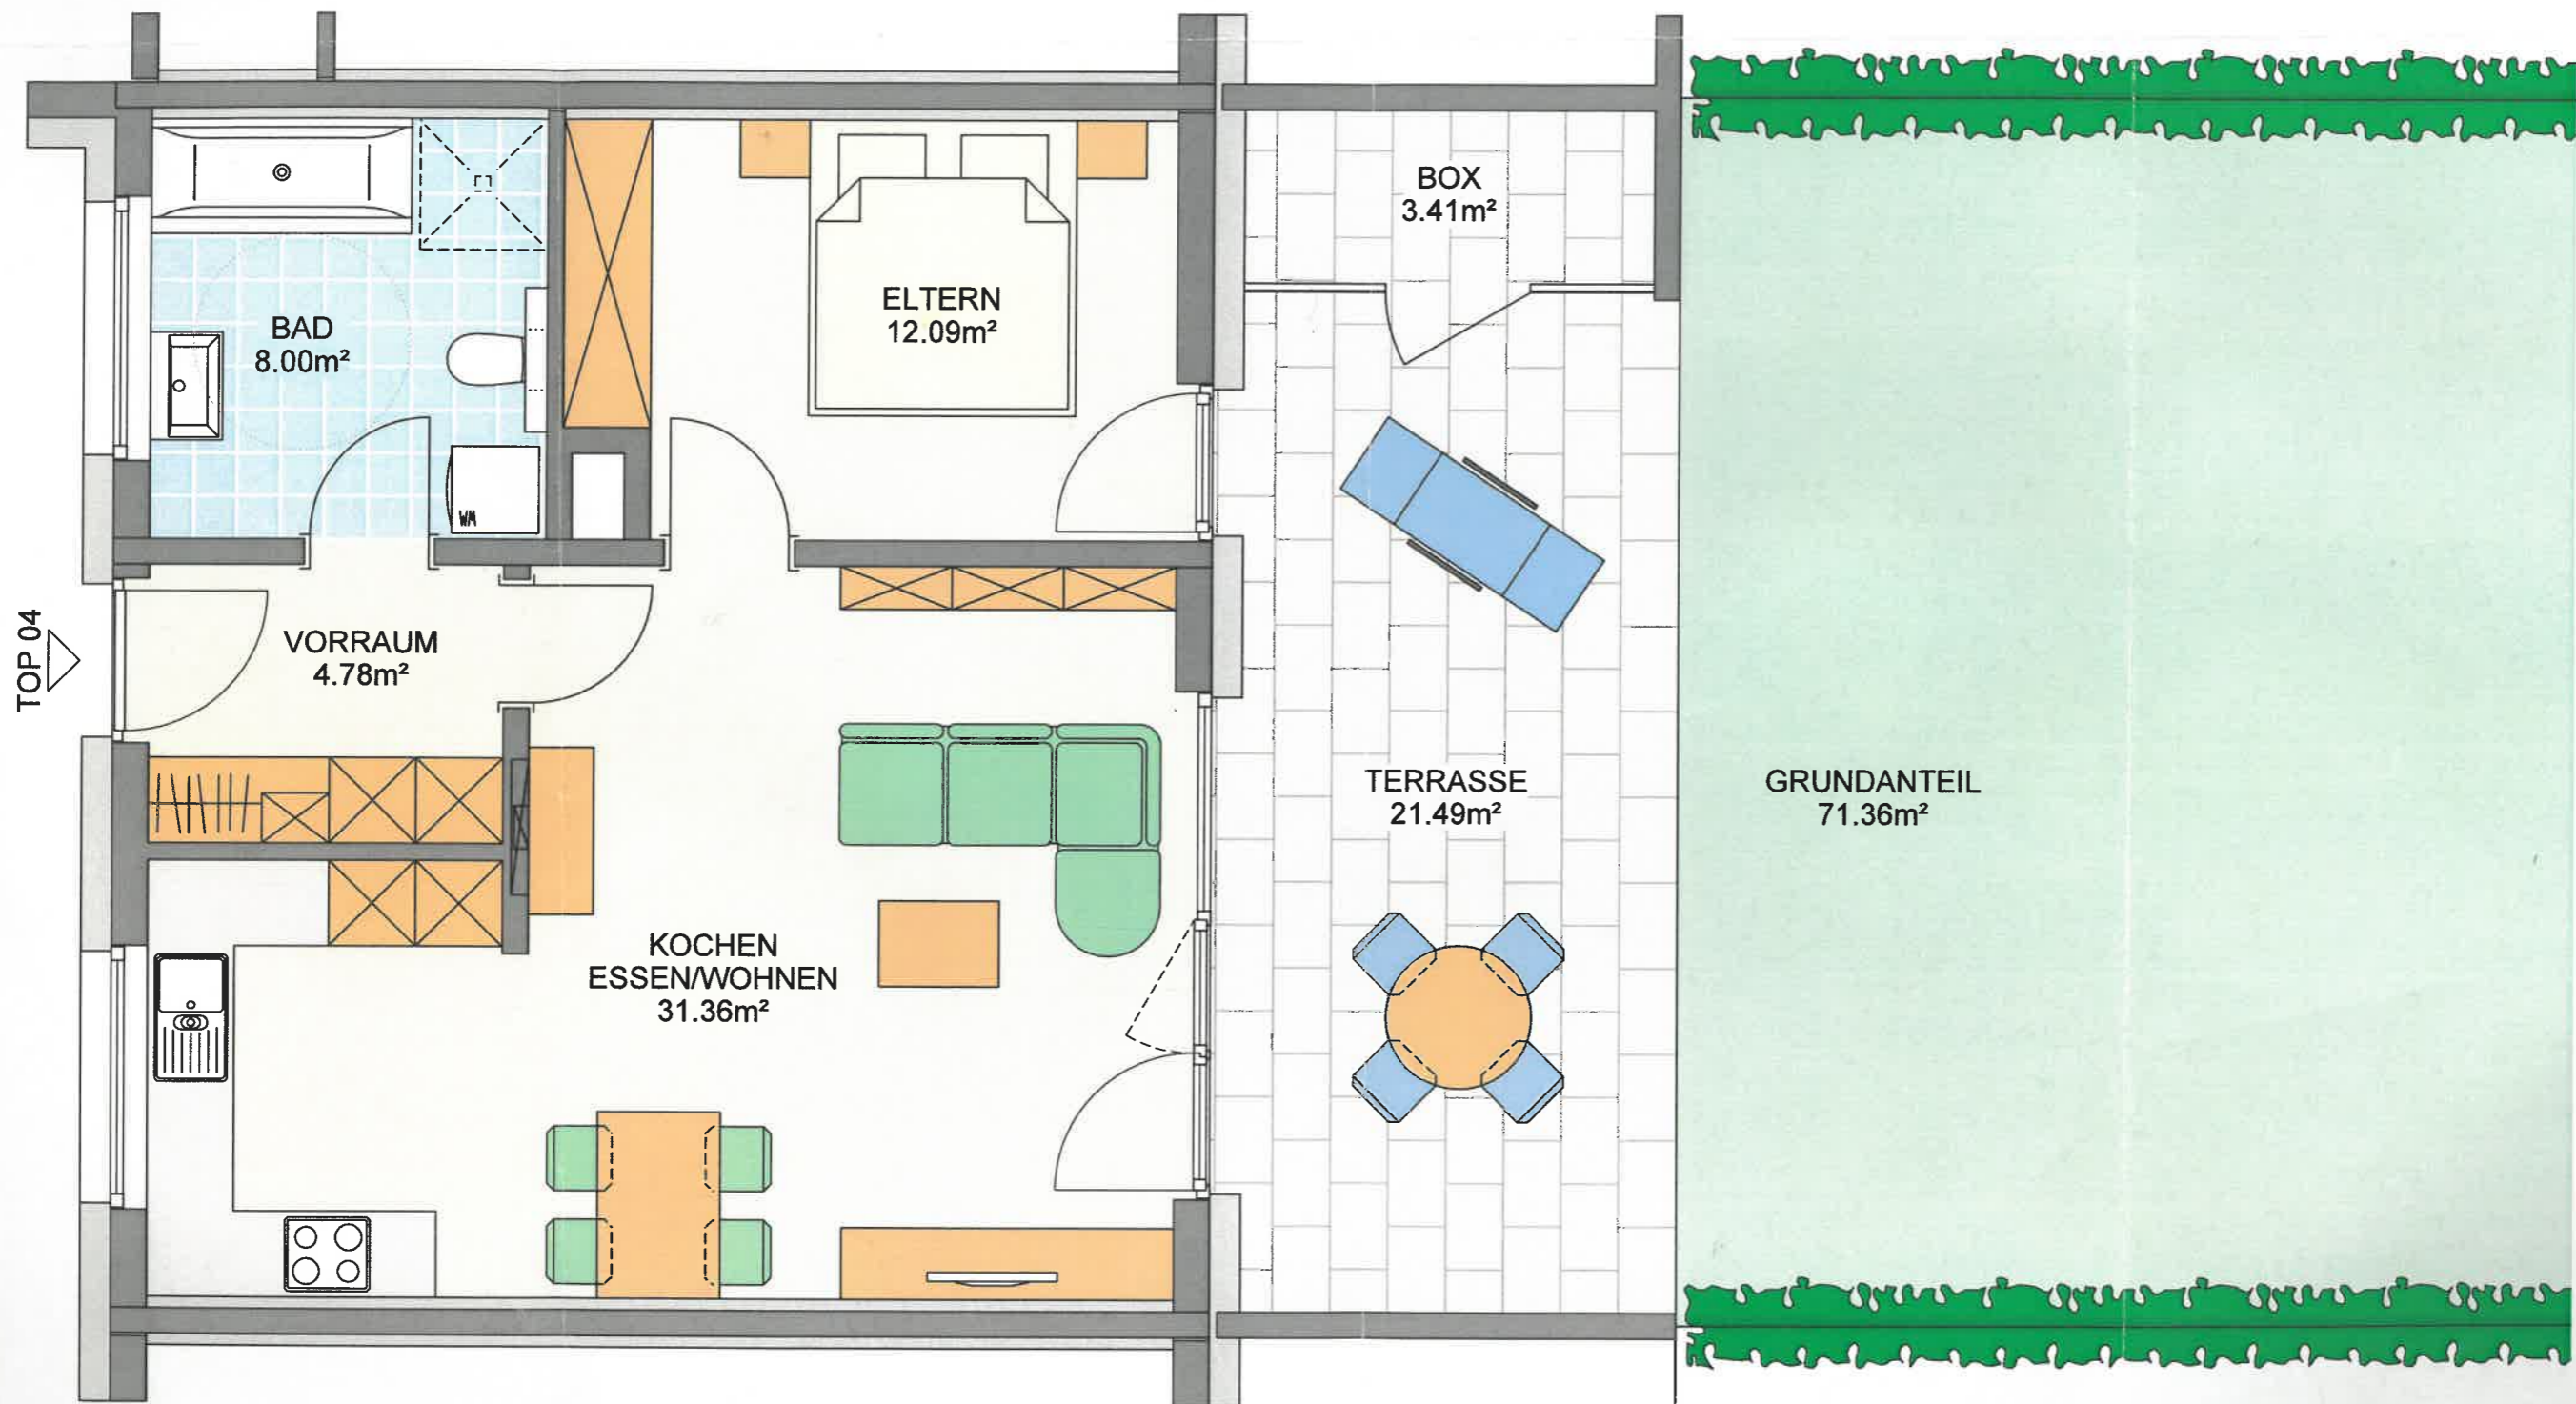 BOX
3.41m²
ELTERN
12.09m²
BAD
8.00m²
WM
TOP 04
VORRAUM
4.78m²
TERRASSE
21.49m²
GRUNDANTEIL
71.36m²
KOCHEN
ESSEN/WOHNEN
31.36m²